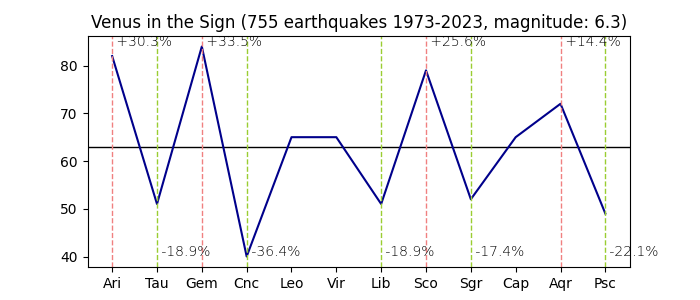 Venus in the Sign (755 earthquakes 1973-2023, magnitude: 6.3)
+30.3% +33.5% +25.6% +14.4%
80
70
60
50
40
-18.9% -36.4% -18.9% -17.4% -22.1%
Ari Tau Gem Cnc Leo Vir Lib Sco Sgr Cap Aqr Psc